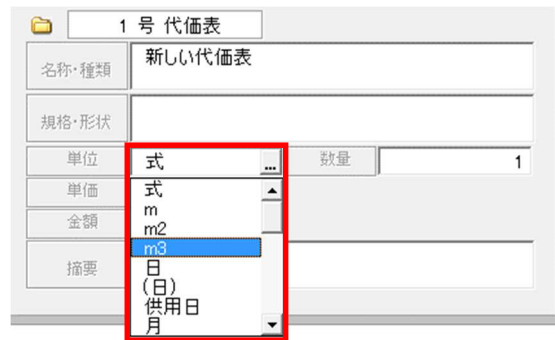 1 号 代価表
名称・種類 新しい代価表
規格・形状
単位 式 ... 数量 1
単価 式
m
金額 m2
m3
摘要 日
(日)
供用日
月